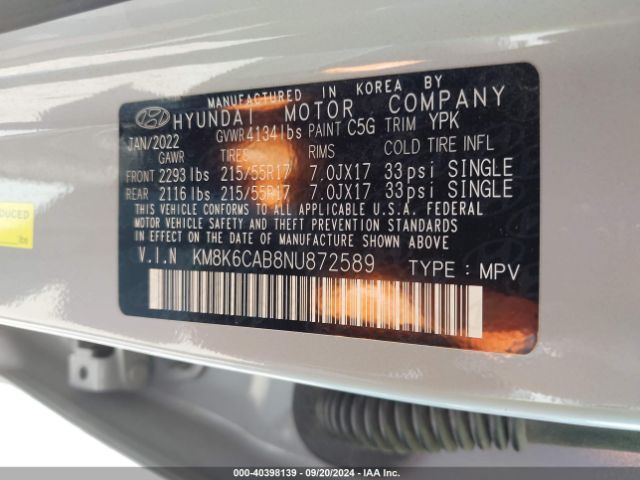 MANUFACTURED IN KOREA BY
HYUNDAI MOTOR COMPANY
JAN/2022 GVWR 4134 lbs PAINT C5G TRIM YPK
GAWR TIRES RIMS COLD TIRE INFL
FRONT 2293 lbs 215/55R17 7.0JX17 33 psi SINGLE
REAR 2116 lbs 215/55R17 7.0JX17 33 psi SINGLE
THIS VEHICLE CONFORMS TO ALL APPLICABLE U.S.A. FEDERAL
MOTOR VEHICLE SAFETY AND THEFT PREVENTION STANDARDS
IN EFFECT ON THE DATE OF MANUFACTURE SHOWN ABOVE.
V.I.N KM8K6CAB8NU872589 TYPE : MPV
lbs
000-40398139 - 09/20/2024 - IAA Inc.